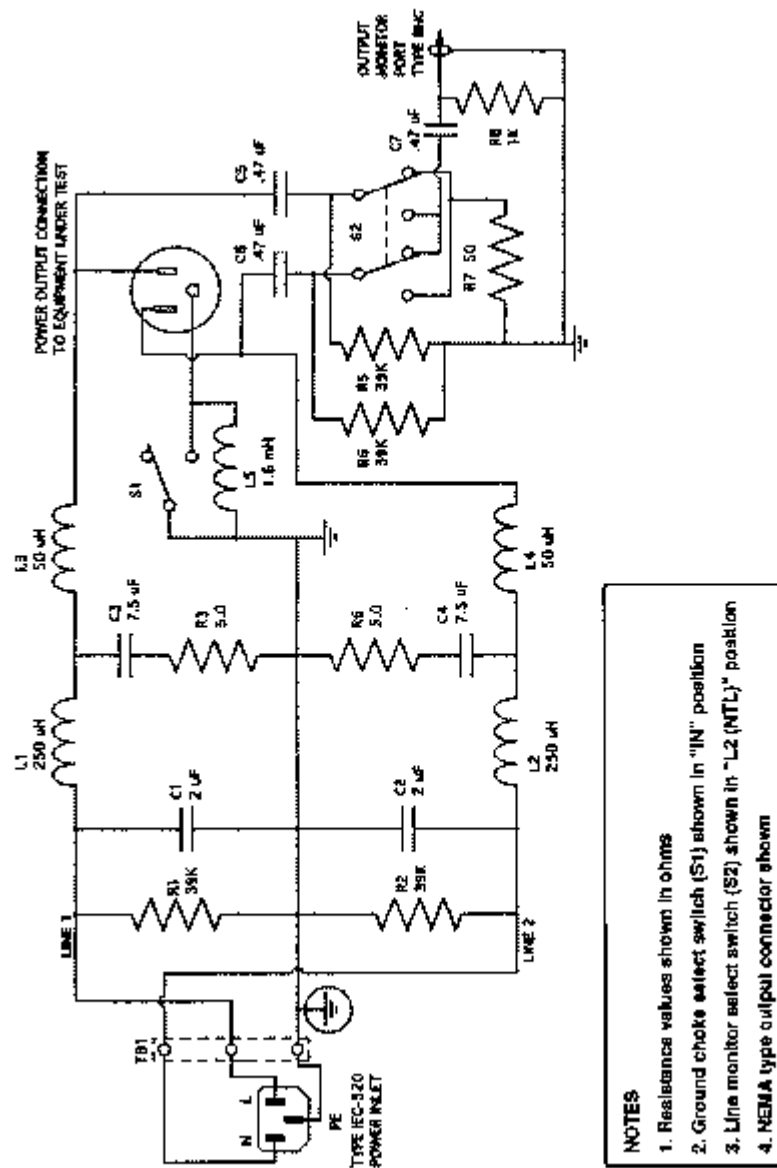 POWER OUTPUT CONNECTION
TO EQUIPMENT UNDER TEST
OUTPUT
MONITOR
PORT
TYPE BNC
L1
250 uH
L3
50 uH
LINE 1
R1
39K
C1
2 uF
C3
7.5 uF
R3
5.0
S1
L5
1.6 mH
C5
.47 uF
C6
.47 uF
S2
C7
.47 uF
R8
1K
R7 50
R5
39K
R6
39K
TB1
N
L
PE
TYPE IEC-320
POWER INLET
R2
39K
C2
2 uF
R6
5.0
C4
7.5 uF
LINE 2
L2
250 uH
L4
50 uH
NOTES
1. Resistance values shown in ohms
2. Ground choke select switch (S1) shown in "IN" position
3. Line monitor select switch (S2) shown in "L2 (NTL)" position
4. NEMA type output connector shown